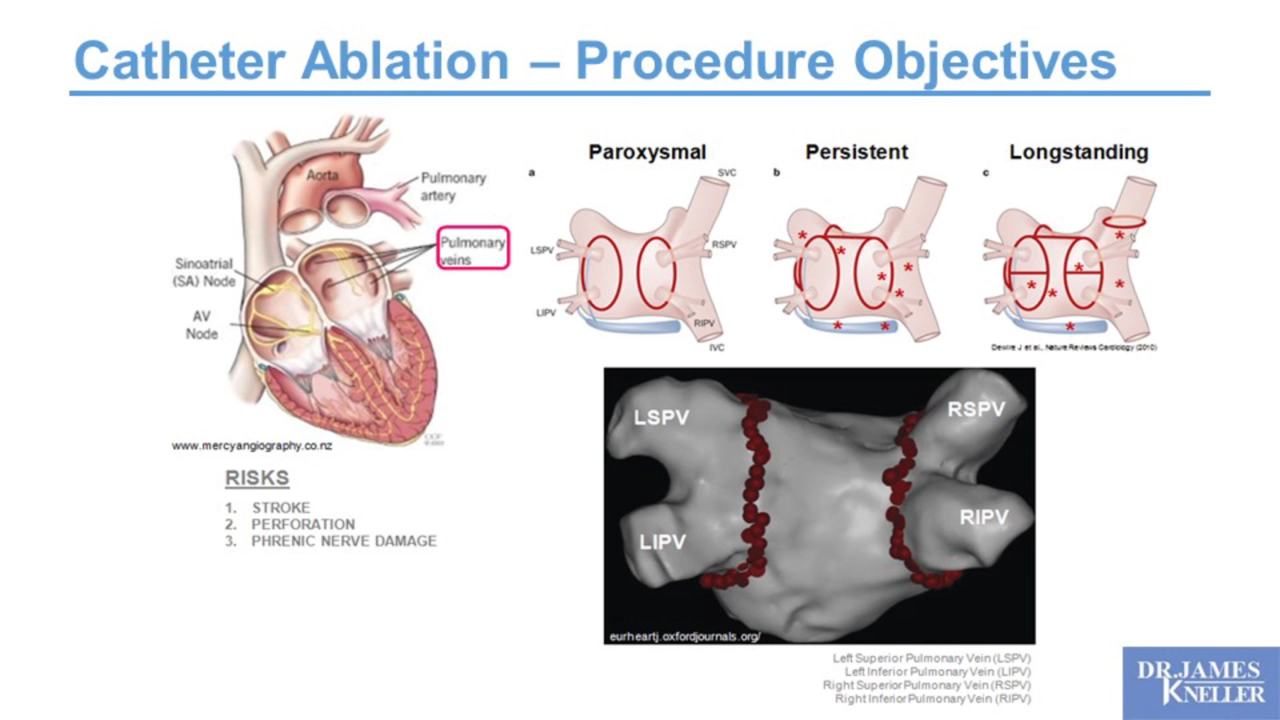 Catheter Ablation – Procedure Objectives
Aorta
Pulmonary
artery
Pulmonary
veins
Sinoatrial
(SA) Node
AV
Node
www.mercyangiography.co.nz
RISKS
1. STROKE
2. PERFORATION
3. PHRENIC NERVE DAMAGE
Paroxysmal
a
SVC
LSPV
RSPV
LIPV
RIPV
IVC
Persistent
b
Longstanding
c
J et al., Nature Reviews Cardiology (2010)
LSPV
RSPV
LIPV
RIPV
eurheartj.oxfordjournals.org/
Left Superior Pulmonary Vein (LSPV)
Left Inferior Pulmonary Vein (LIPV)
Right Superior Pulmonary Vein (RSPV)
Right Inferior Pulmonary Vein (RIPV)
DR.JAMES
KNELLER